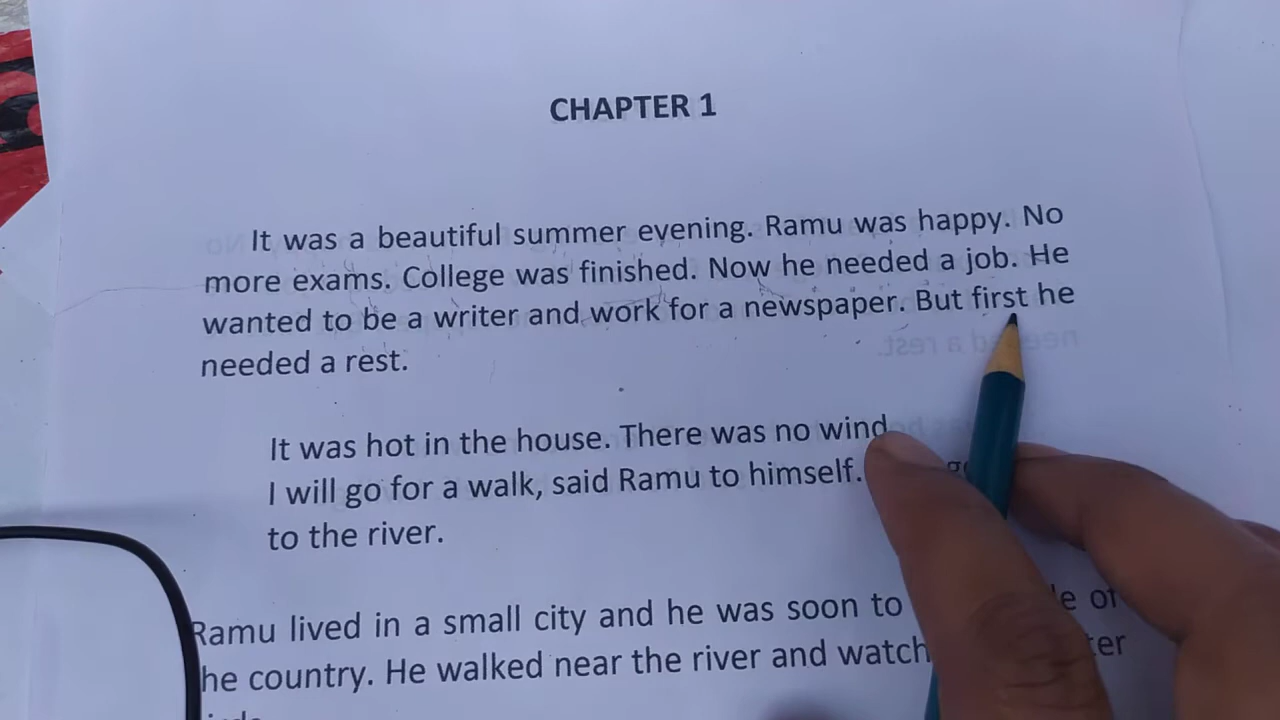 CHAPTER 1
It was a beautiful summer evening. Ramu was happy. No
more exams. College was finished. Now he needed a job. He
wanted to be a writer and work for a newspaper. But first he
needed a rest.
It was hot in the house. There was no wind
I will go for a walk, said Ramu to himself.
to the river.
Ramu lived in a small city and he was soon to of
he country. He walked near the river and watch